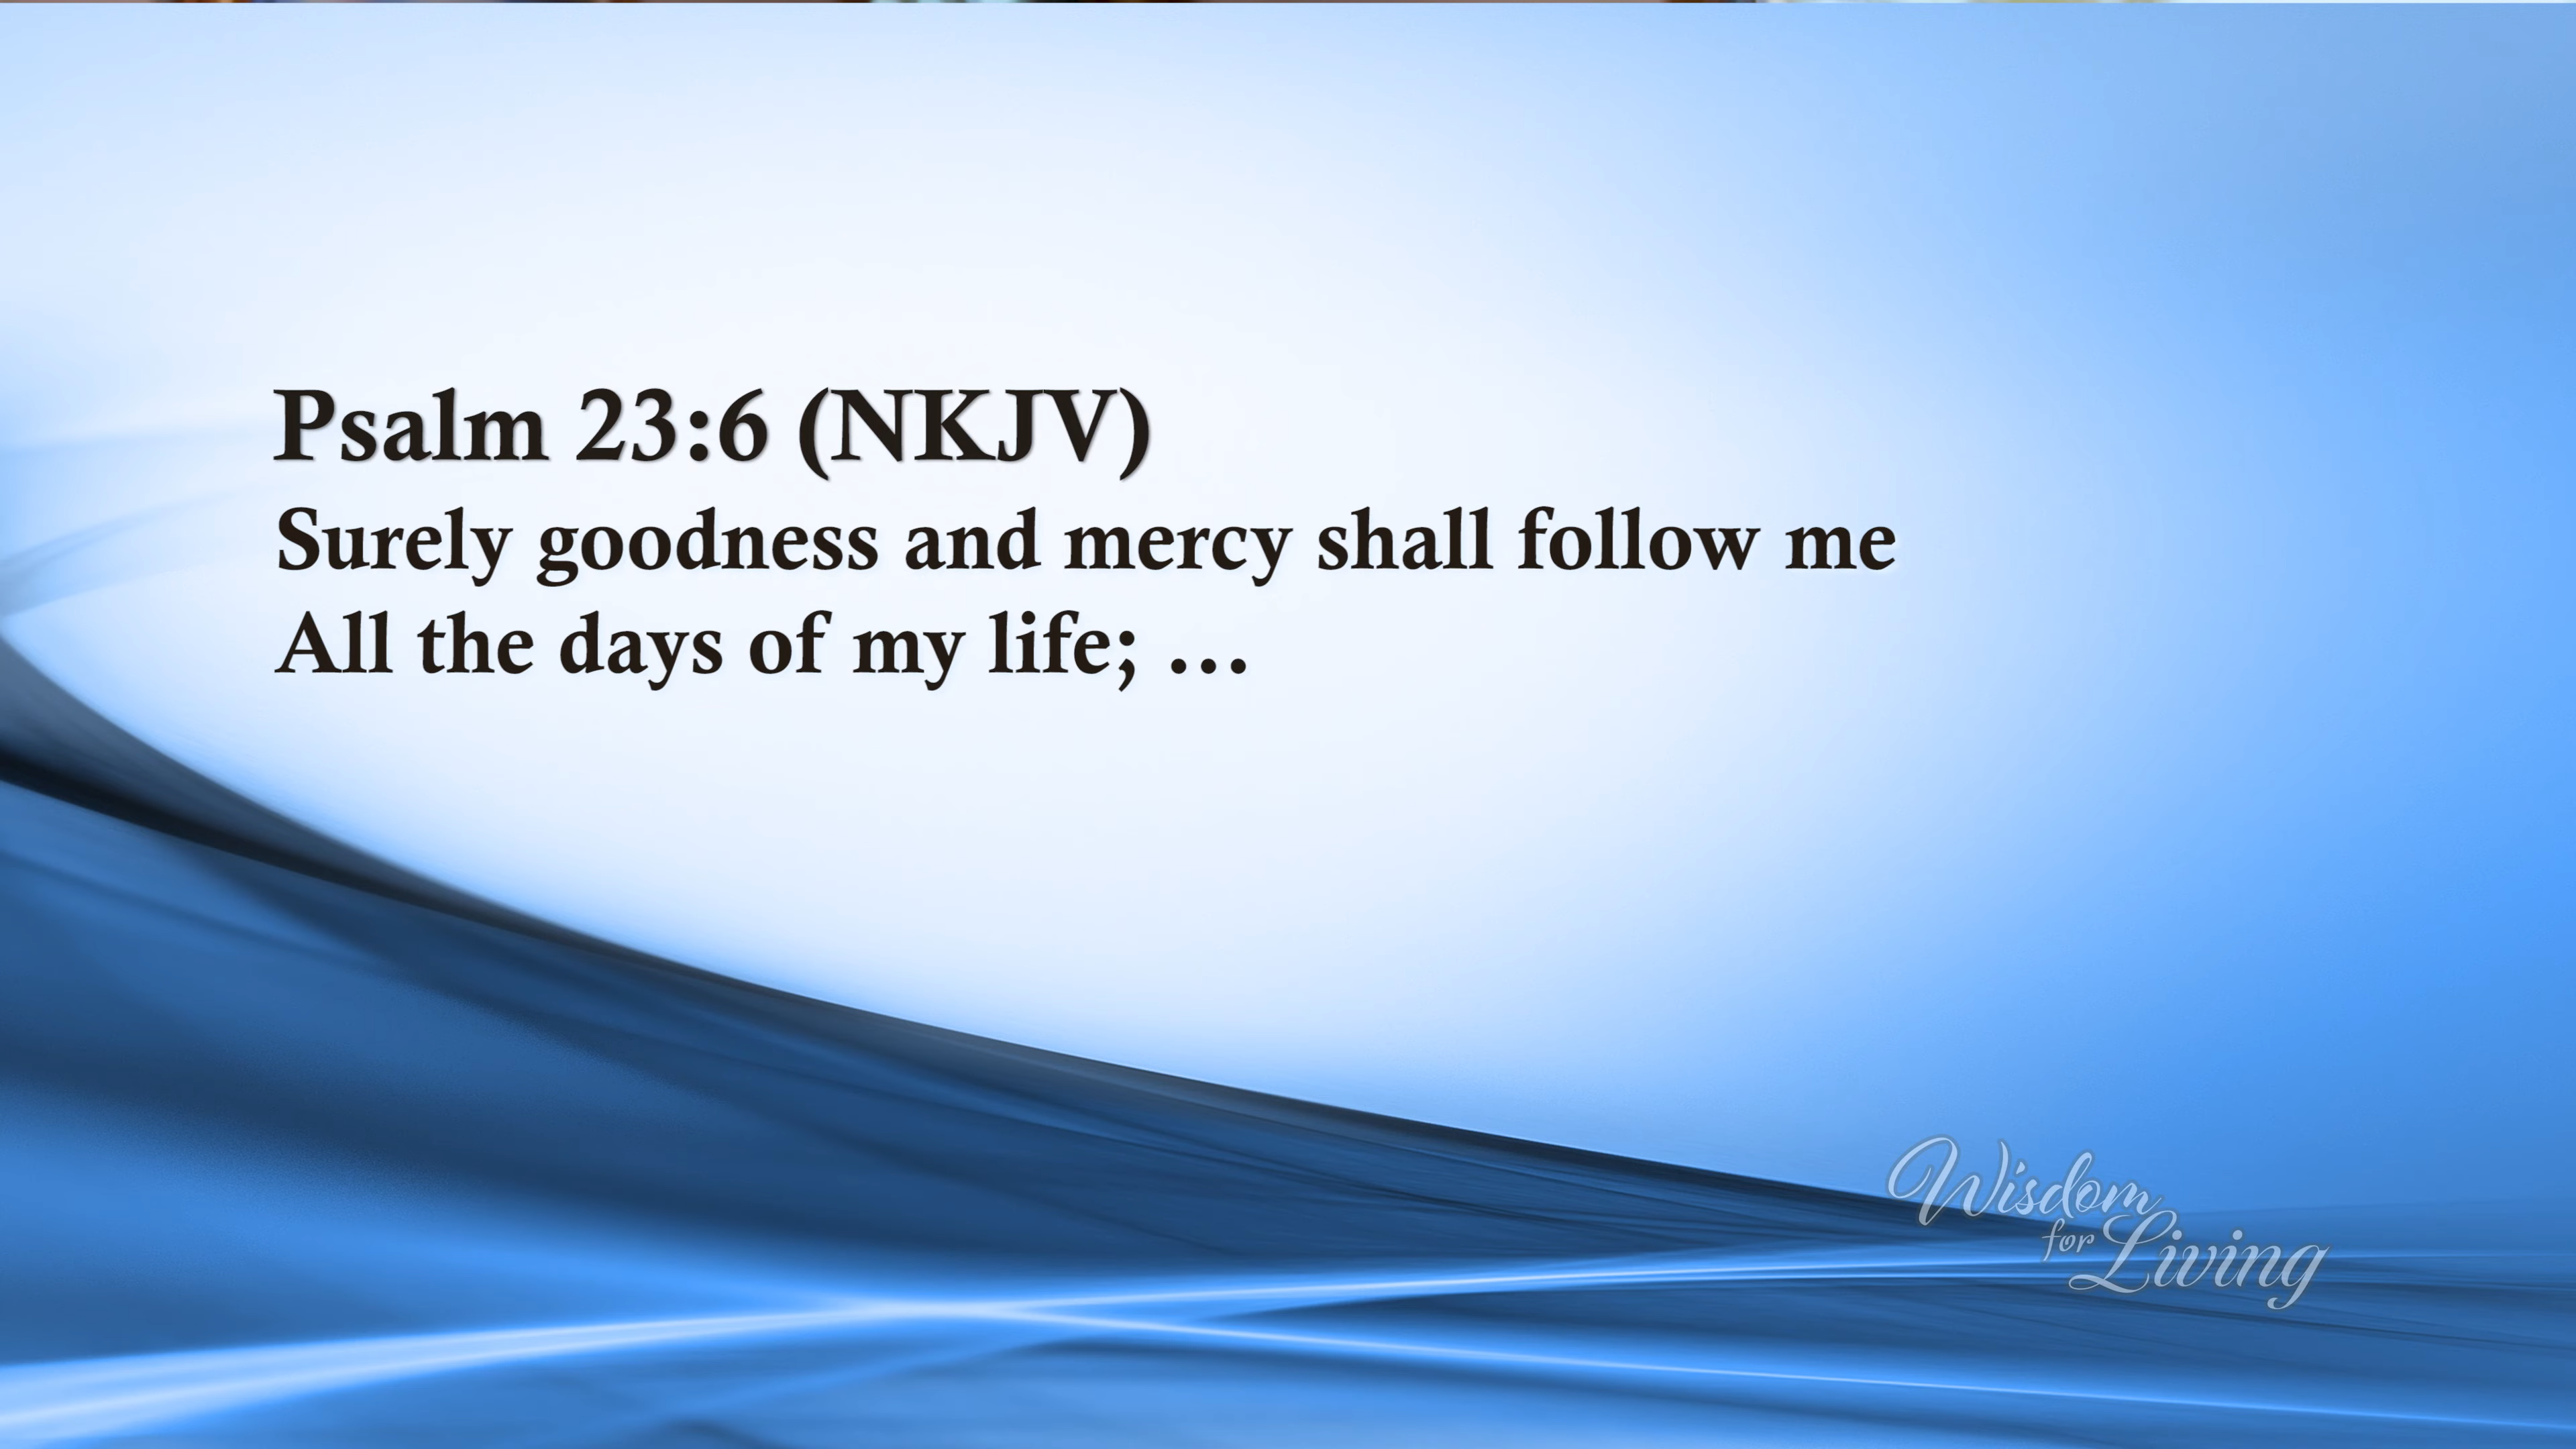 Psalm 23:6 (NKJV)
Surely goodness and mercy shall follow me
All the days of my life; ...
Wisdom
for Living